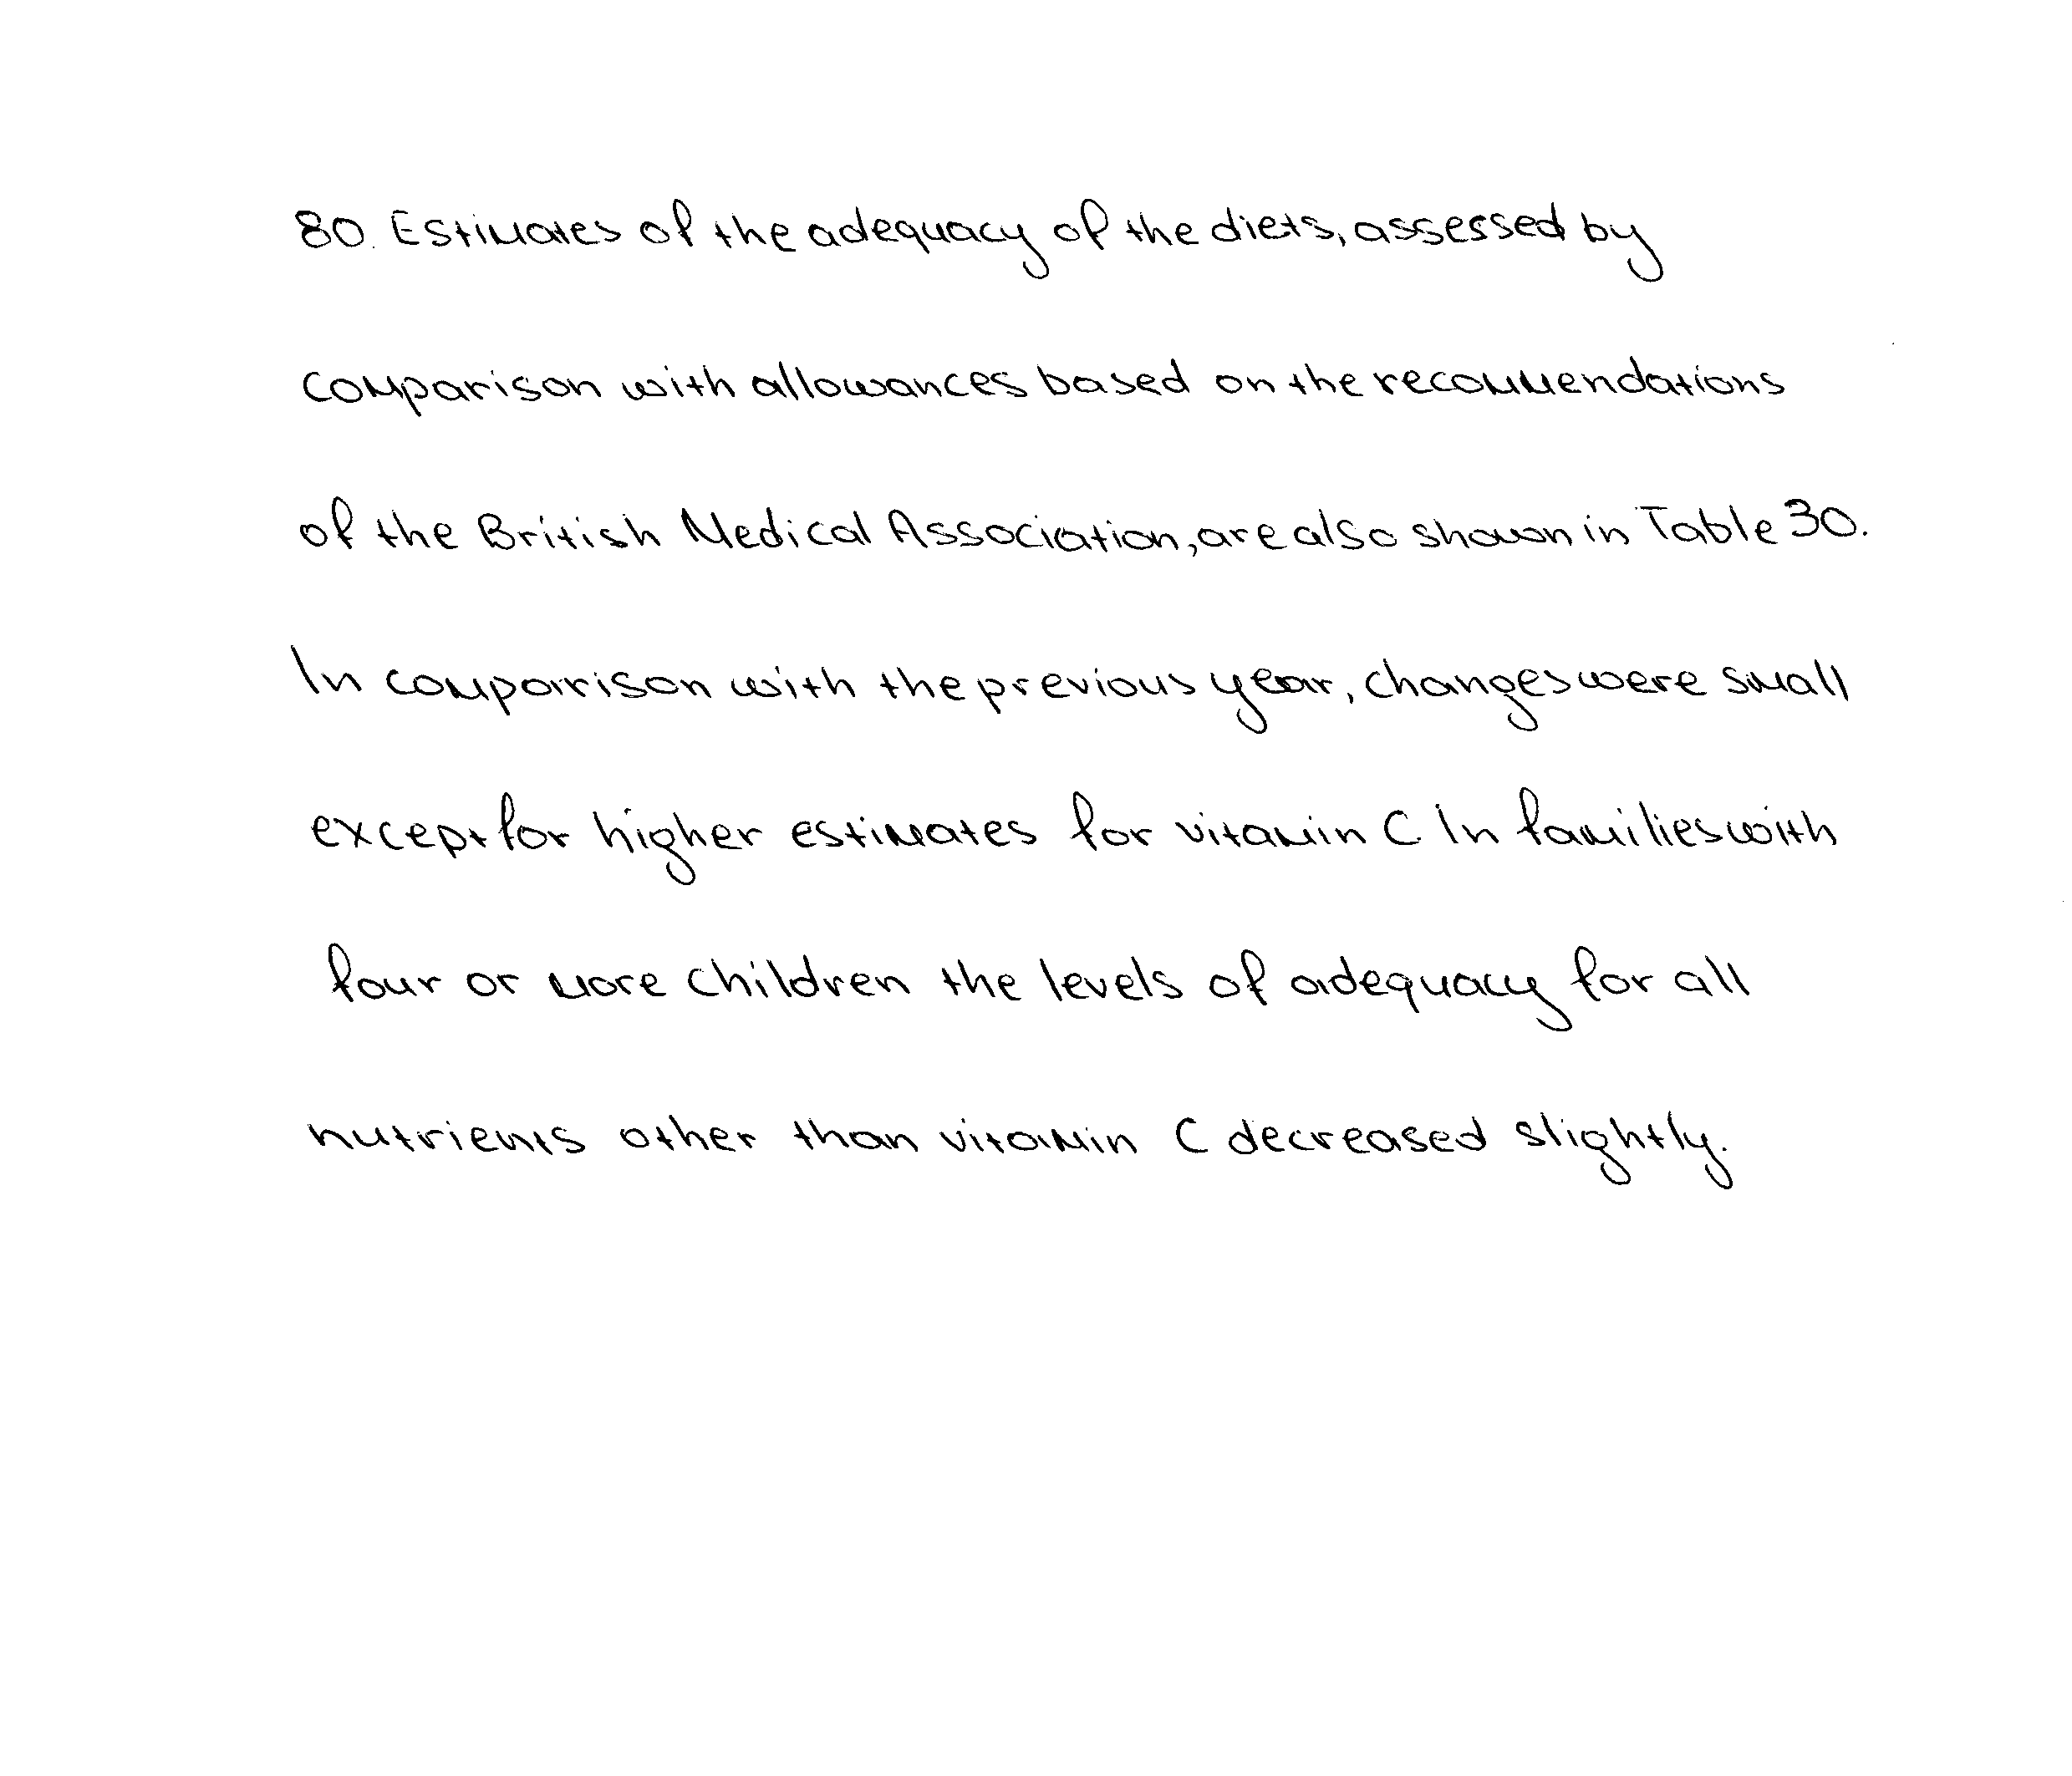 80. Estimates of the adequacy of the diets, assessed by
comparison with allowances based on the recommendations
of the British Medical Association, are also shown in Table 30.
In comparison with the previous year, changes were small
except for higher estimates for vitamin C. In families with
four or more children the levels of adequacy for all
nutrients other than vitamin C decreased slightly.